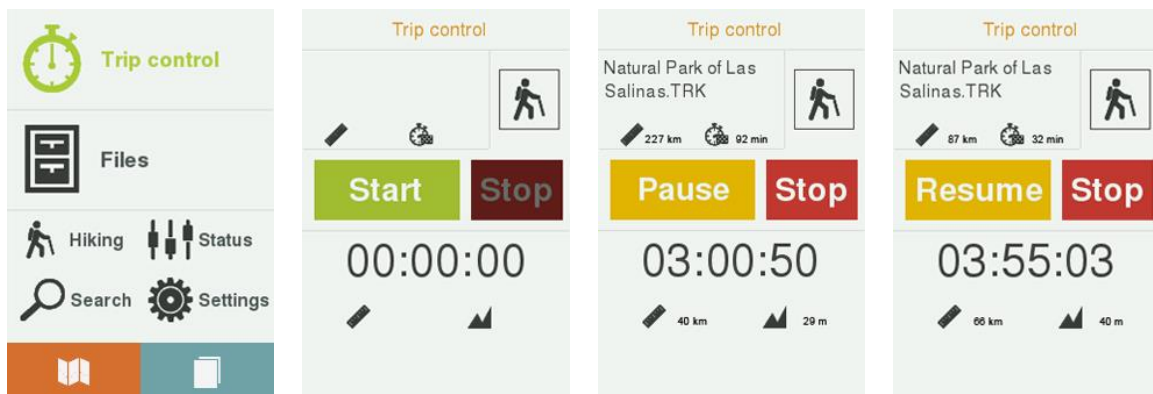 Trip control
Files
Hiking
Status
Search
Settings
Trip control
Start
Stop
00:00:00
Trip control
Natural Park of Las
Salinas.TRK
227 km
92 min
Pause
Stop
03:00:50
40 km
29 m
Trip control
Natural Park of Las
Salinas.TRK
87 km
32 min
Resume
Stop
03:55:03
66 km
40 m